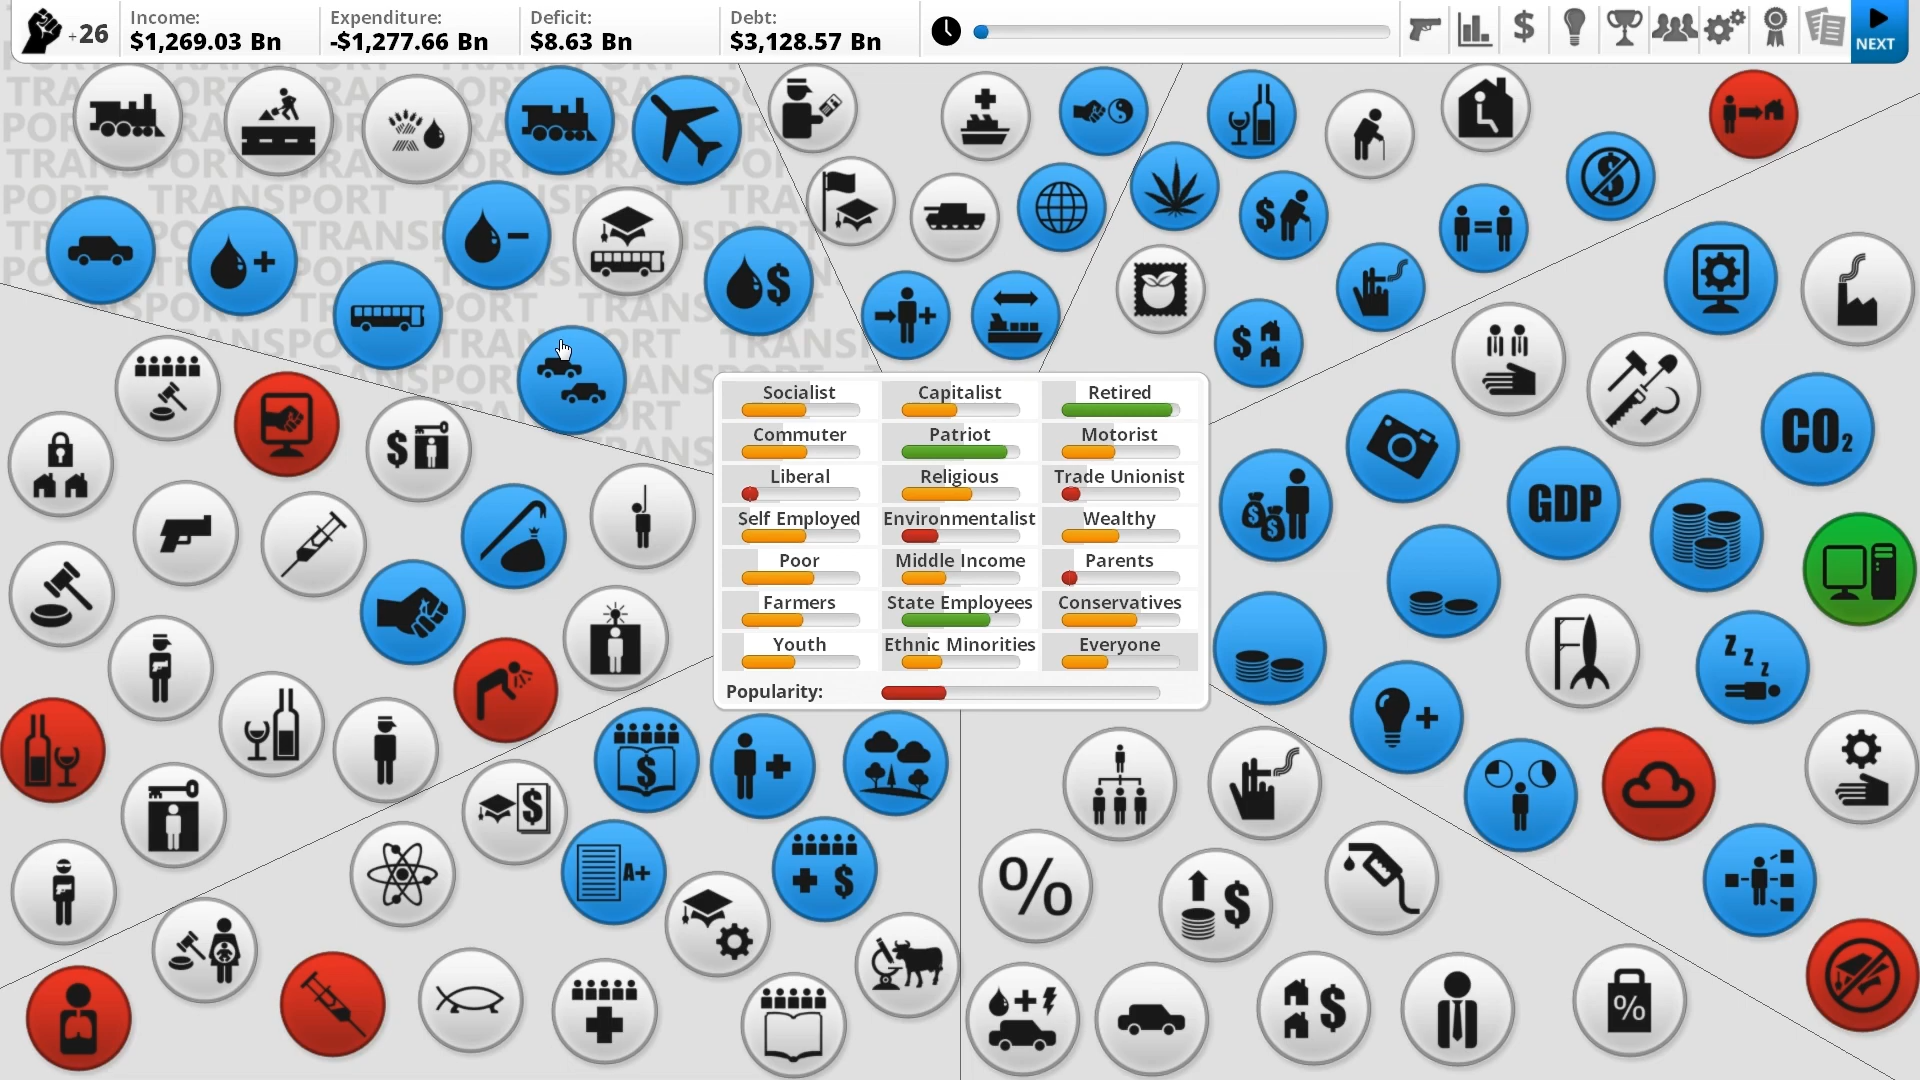 +26
Income:
$1,269.03 Bn
Expenditure:
-$1,277.66 Bn
Deficit:
$8.63 Bn
Debt:
$3,128.57 Bn
NEXT
TRANSPORT
Socialist Capitalist Retired
Commuter Patriot Motorist
Liberal Religious Trade Unionist
Self Employed Environmentalist Wealthy
Poor Middle Income Parents
Farmers State Employees Conservatives
Youth Ethnic Minorities Everyone
Popularity:
CO₂
GDP
Z Z Z
A+
%
%